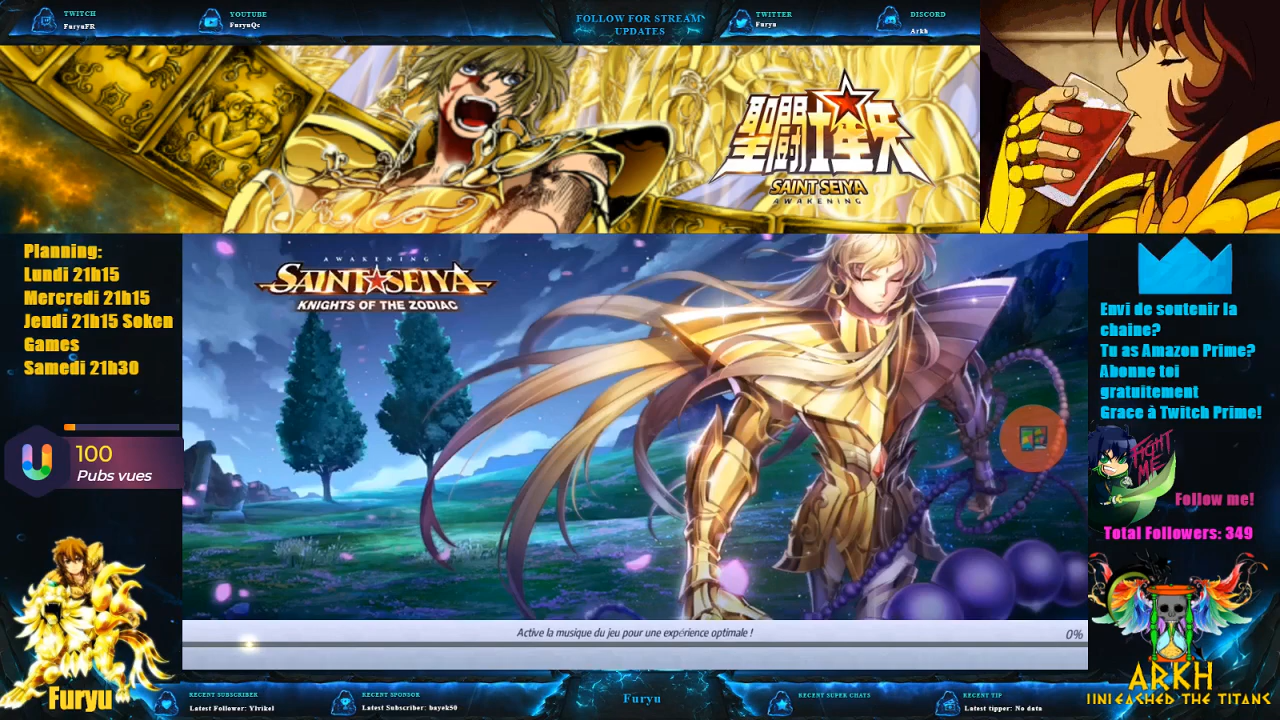 TWITCH
FuryuFR
YOUTUBE
FuryuQc
FOLLOW FOR STREAM
UPDATES
TWITTER
Furyu
DISCORD
Arkh
聖闘士星矢
SAINT SEIYA
AWAKENING
Planning:
Lundi 21h15
Mercredi 21h15
Jeudi 21h15 Soken
Games
Samedi 21h30
100
Pubs vues
Furyu
AWAKENING
SAINT SEIYA
KNIGHTS OF THE ZODIAC
Active la musique du jeu pour une expérience optimale !
0%
Envi de soutenir la
chaine?
Tu as Amazon Prime?
Abonne toi
gratuitement
Grace à Twitch Prime!
FIGHT
ME
Follow me!
Total Followers: 349
ARKH
UNLEASHED THE TITANS
RECENT SUBSCRIBER
Latest Follower: Vlrikel
RECENT SPONSOR
Latest Subscriber: bayek50
Furyu
RECENT SUPER CHATS
RECENT TIP
Latest tipper: No data